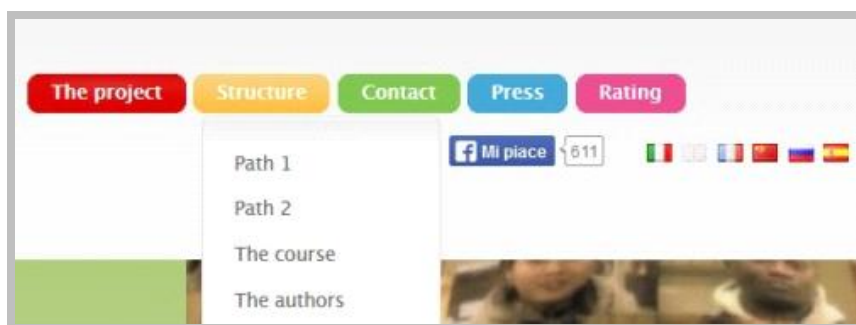 The project Structure Contact Press Rating
Mi piace 611
Path 1
Path 2
The course
The authors